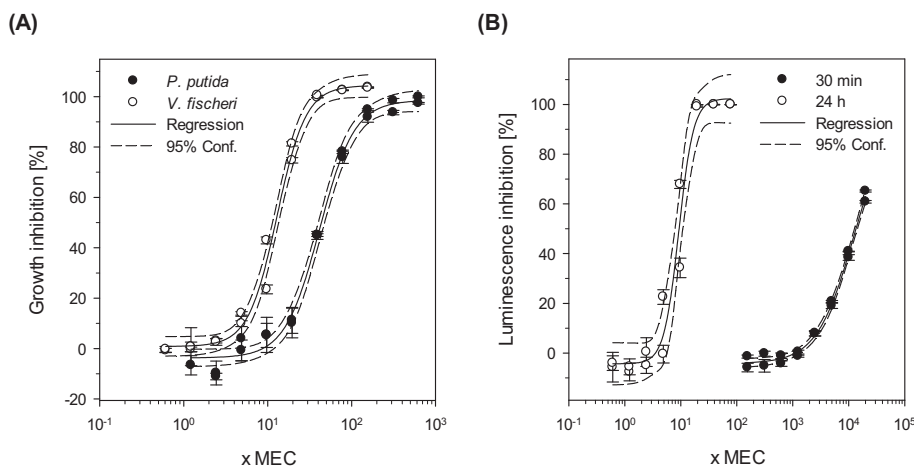 (A)
P. putida
V. fischeri
Regression
95% Conf.
Growth inhibition [%]
100
80
60
40
20
0
-20
10-1 100 101 102 103
x MEC
(B)
30 min
24 h
Regression
95% Conf.
Luminescence inhibition [%]
100
80
60
40
20
0
10-1 100 101 102 103 104 105
x MEC